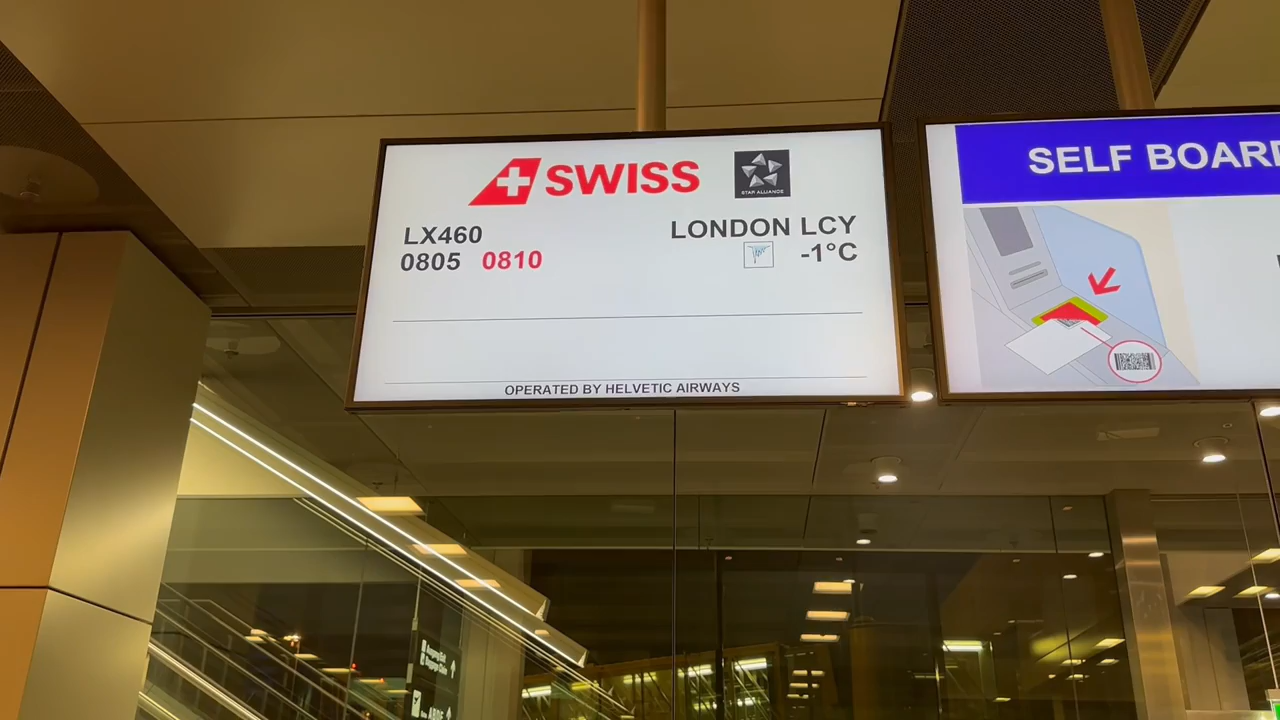 SWISS
STAR ALLIANCE
LX460 LONDON LCY
0805 0810 -1°C
OPERATED BY HELVETIC AIRWAYS
SELF BOARD